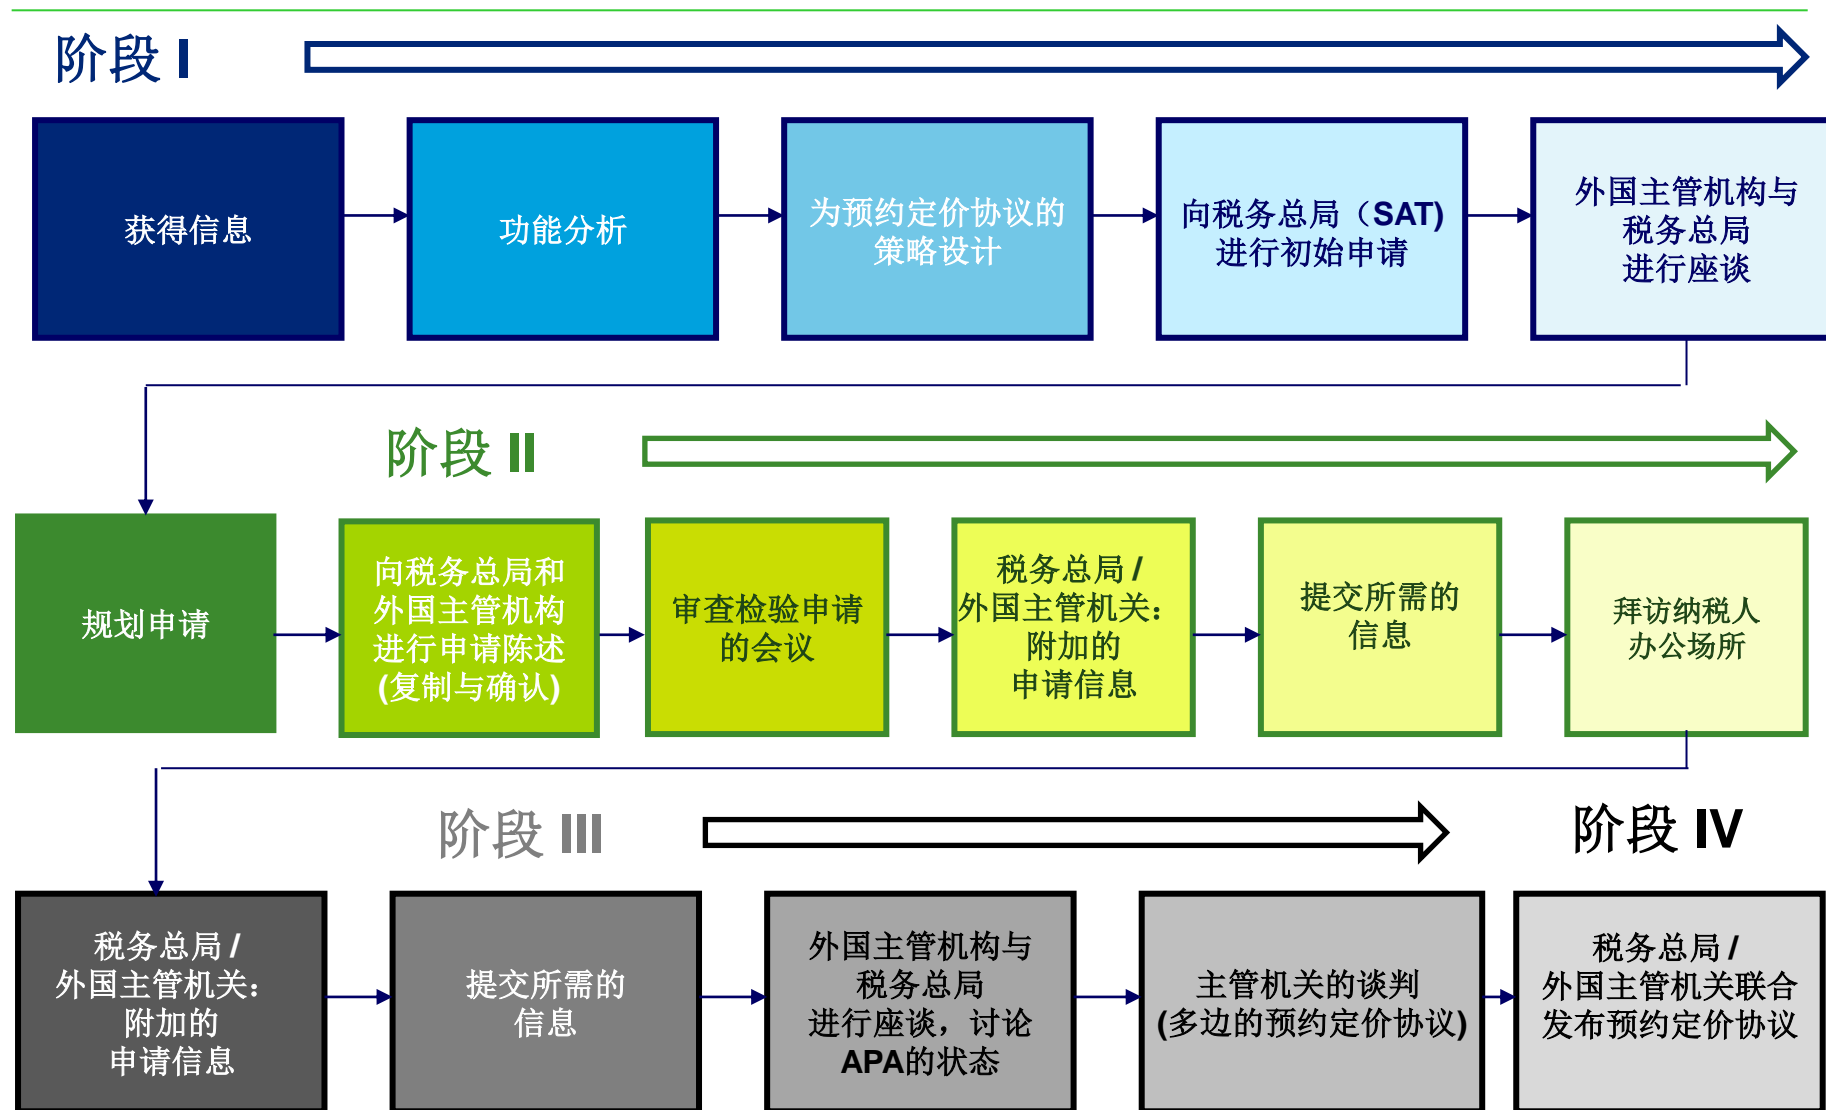 阶段 I
获得信息
功能分析
为预约定价协议的
策略设计
向税务总局（SAT)
进行初始申请
外国主管机构与
税务总局
进行座谈
阶段 II
规划申请
向税务总局和
外国主管机构
进行申请陈述
(复制与确认)
审查检验申请
的会议
税务总局 /
外国主管机关：
附加的
申请信息
提交所需的
信息
拜访纳税人
办公场所
阶段 III
阶段 IV
税务总局 /
外国主管机关：
附加的
申请信息
提交所需的
信息
外国主管机构与
税务总局
进行座谈，讨论
APA的状态
主管机关的谈判
(多边的预约定价协议)
税务总局 /
外国主管机关联合
发布预约定价协议